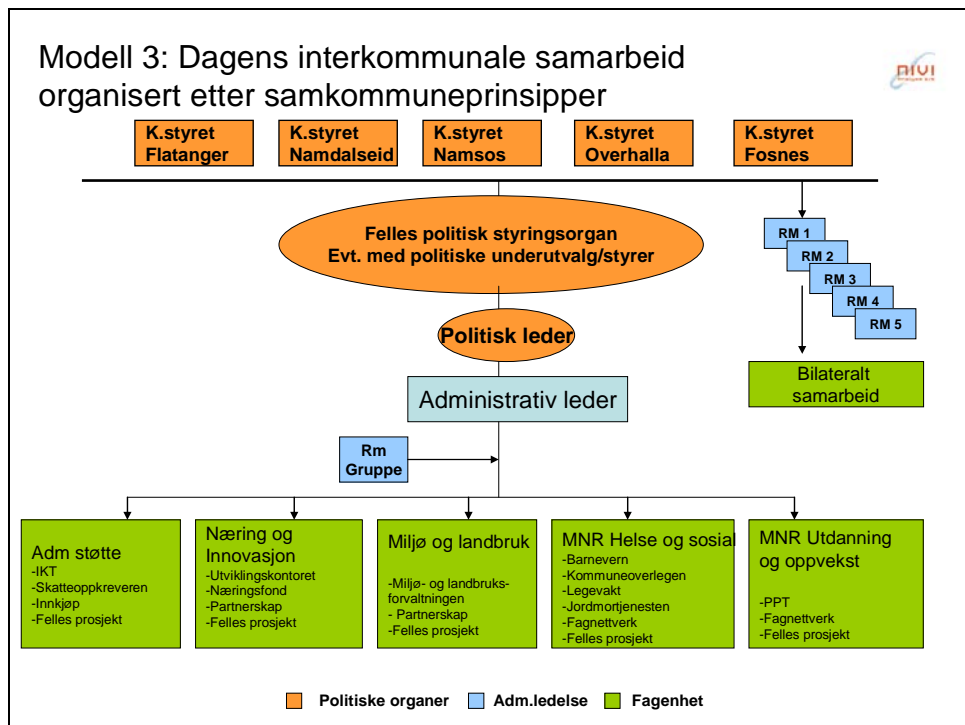 Modell 3: Dagens interkommunale samarbeid
organisert etter samkommuneprinsipper
NIVI
K.styret
Flatanger
K.styret
Namdalseid
K.styret
Namsos
K.styret
Overhalla
K.styret
Fosnes
Felles politisk styringsorgan
Evt. med politiske underutvalg/styrer
RM 1
RM 2
RM 3
RM 4
RM 5
Politisk leder
Bilateralt
samarbeid
Administrativ leder
Rm
Gruppe
Adm støtte
-IKT
-Skatteoppkreveren
-Innkjøp
-Felles prosjekt
Næring og
Innovasjon
-Utviklingskontoret
-Næringsfond
-Partnerskap
-Felles prosjekt
Miljø og landbruk
-Miljø- og landbruks-
forvaltningen
- Partnerskap
-Felles prosjekt
MNR Helse og sosial
-Barnevern
-Kommuneoverlegen
-Legevakt
-Jordmortjenesten
-Fagnettverk
-Felles prosjekt
MNR Utdanning
og oppvekst
-PPT
-Fagnettverk
-Felles prosjekt
Politiske organer
Adm.ledelse
Fagenhet